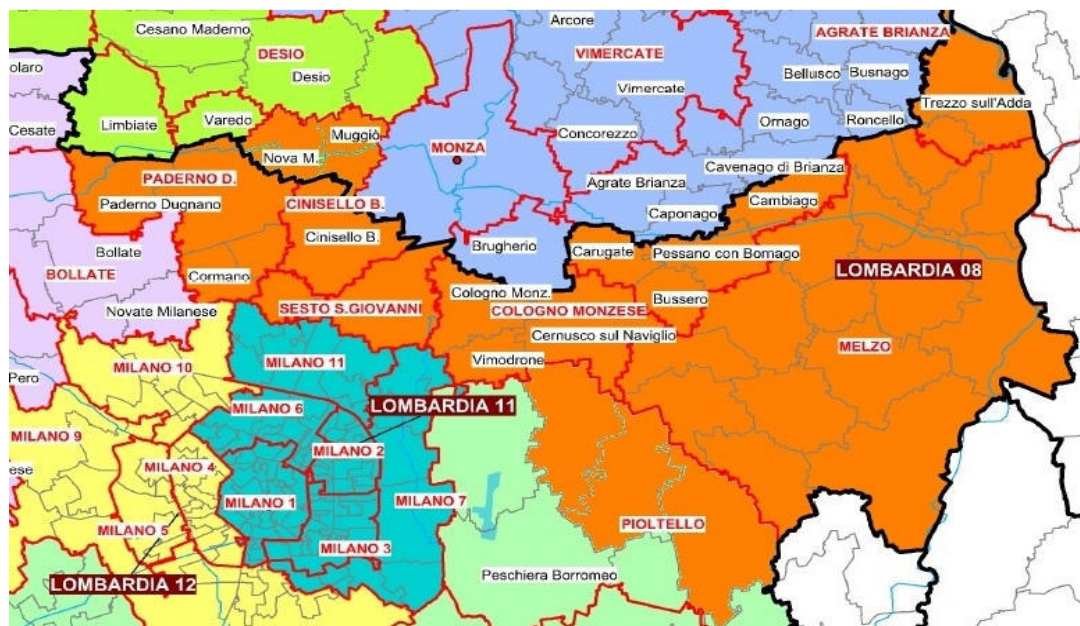 Arcore
Cesano Maderno
AGRATE BRIANZA
DESIO
VIMERCATE
olaro
Desio
Bellusco
Busnago
Vimercate
Trezzo sull'Adda
Cesate
Limbiate
Varedo
Muggiò
Ornago
Roncello
Concorezzo
MONZA
Nova M.
Cavenago di Brianza
PADERNO D.
Agrate Brianza
Paderno Dugnano
CINISELLO B.
Cambiago
Caponago
Cinisello B.
Bollate
Brugherio
Carugate
Pessano con Bornago
BOLLATE
Cormano
LOMBARDIA 08
Cologno Monz.
Bussero
Novate Milanese
SESTO S.GIOVANNI
COLOGNO MONZESE
Cernusco sul Naviglio
MELZO
Vimodrone
MILANO 11
MILANO 10
Pero
LOMBARDIA 11
MILANO 6
MILANO 9
MILANO 2
MILANO 4
ese
MILANO 1
MILANO 7
MILANO 5
PIOLTELLO
MILANO 3
Peschiera Borromeo
LOMBARDIA 12